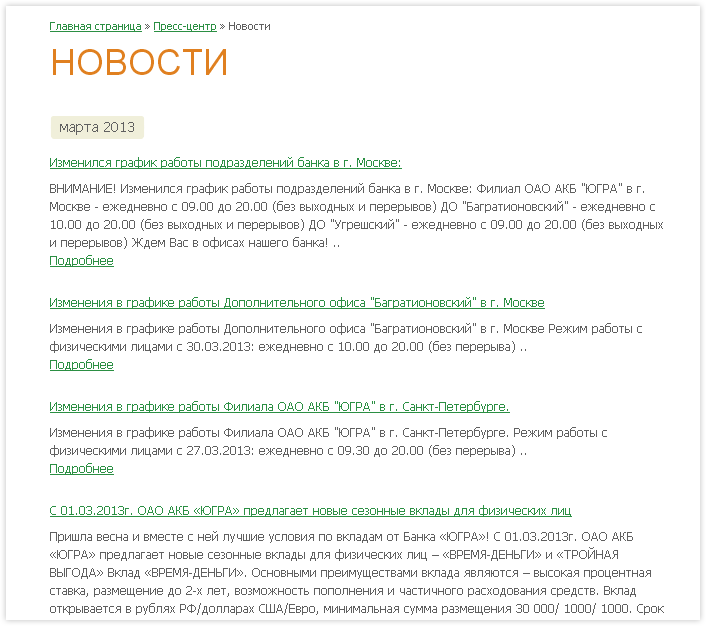 Главная страница » Пресс-центр » Новости
НОВОСТИ
марта 2013
Изменился график работы подразделений банка в г. Москве:
ВНИМАНИЕ! Изменился график работы подразделений банка в г. Москве: Филиал ОАО АКБ "ЮГРА" в г.
Москве - ежедневно с 09.00 до 20.00 (без выходных и перерывов) ДО "Багратионовский" - ежедневно с
10.00 до 20.00 (без выходных и перерывов) ДО "Угрешский" - ежедневно с 09.00 до 20.00 (без выходных
и перерывов) Ждем Вас в офисах нашего банка! ..
Подробнее
Изменения в графике работы Дополнительного офиса "Багратионовский" в г. Москве
Изменения в графике работы Дополнительного офиса "Багратионовский" в г. Москве Режим работы с
физическими лицами с 30.03.2013: ежедневно с 10.00 до 20.00 (без перерыва) ..
Подробнее
Изменения в графике работы Филиала ОАО АКБ "ЮГРА" в г. Санкт-Петербурге.
Изменения в графике работы Филиала ОАО АКБ "ЮГРА" в г. Санкт-Петербурге. Режим работы с
физическими лицами с 27.03.2013: ежедневно с 09.30 до 20.00 (без перерыва) ..
Подробнее
С 01.03.2013г. ОАО АКБ «ЮГРА» предлагает новые сезонные вклады для физических лиц
Пришла весна и вместе с ней лучшие условия по вкладам от Банка «ЮГРА»! С 01.03.2013г. ОАО АКБ
«ЮГРА» предлагает новые сезонные вклады для физических лиц – «ВРЕМЯ-ДЕНЬГИ» и «ТРОЙНАЯ
ВЫГОДА» Вклад «ВРЕМЯ-ДЕНЬГИ». Основными преимуществами вклада являются – высокая процентная
ставка, размещение до 2-х лет, возможность пополнения и частичного расходования средств. Вклад
открывается в рублях РФ/долларах США/Евро, минимальная сумма размещения 30 000/ 1000/ 1000. Срок